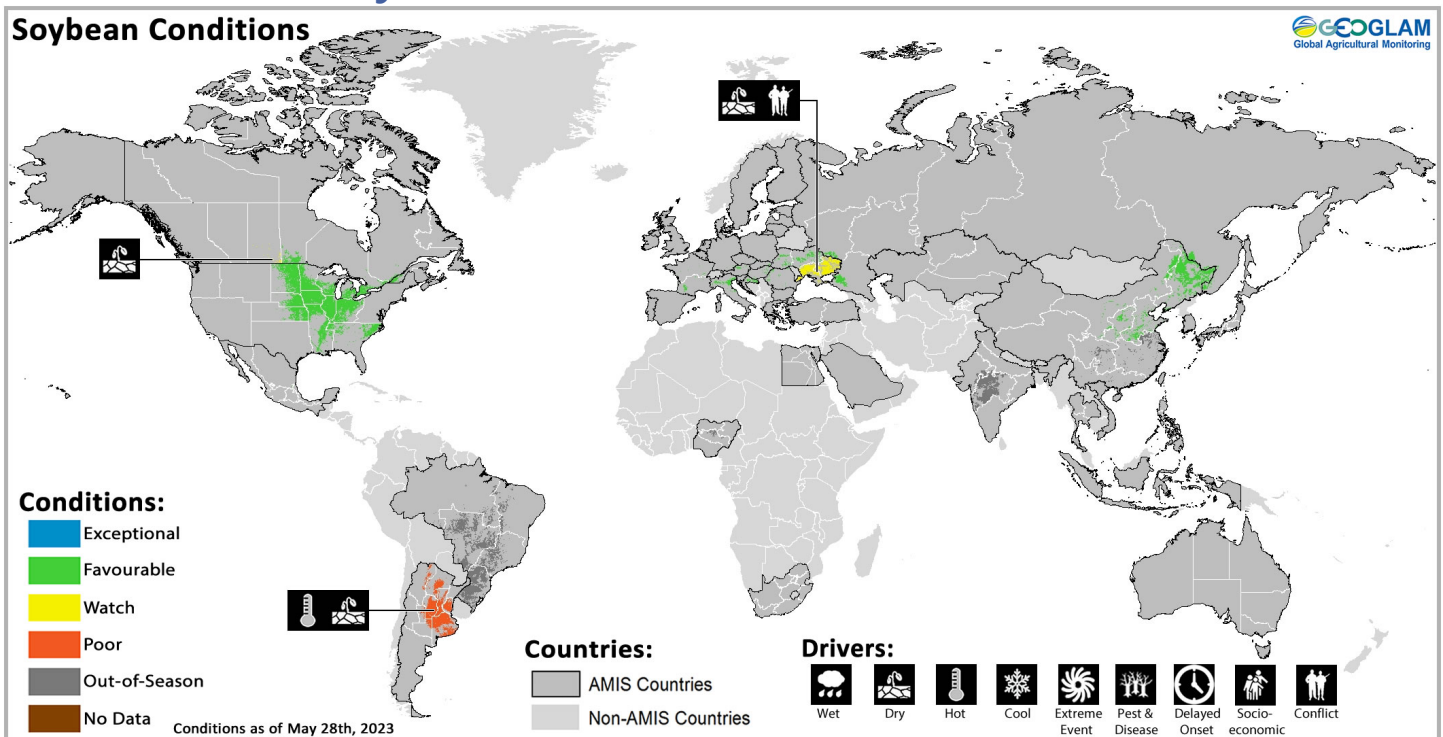 Soybean Conditions
GEOGLAM
Global Agricultural Monitoring
Conditions:
Exceptional
Favourable
Watch
Poor
Out-of-Season
No Data
Conditions as of May 28th, 2023
Countries:
AMIS Countries
Non-AMIS Countries
Drivers:
Wet
Dry
Hot
Cool
Extreme
Event
Pest &
Disease
Delayed
Onset
Socio-
economic
Conflict